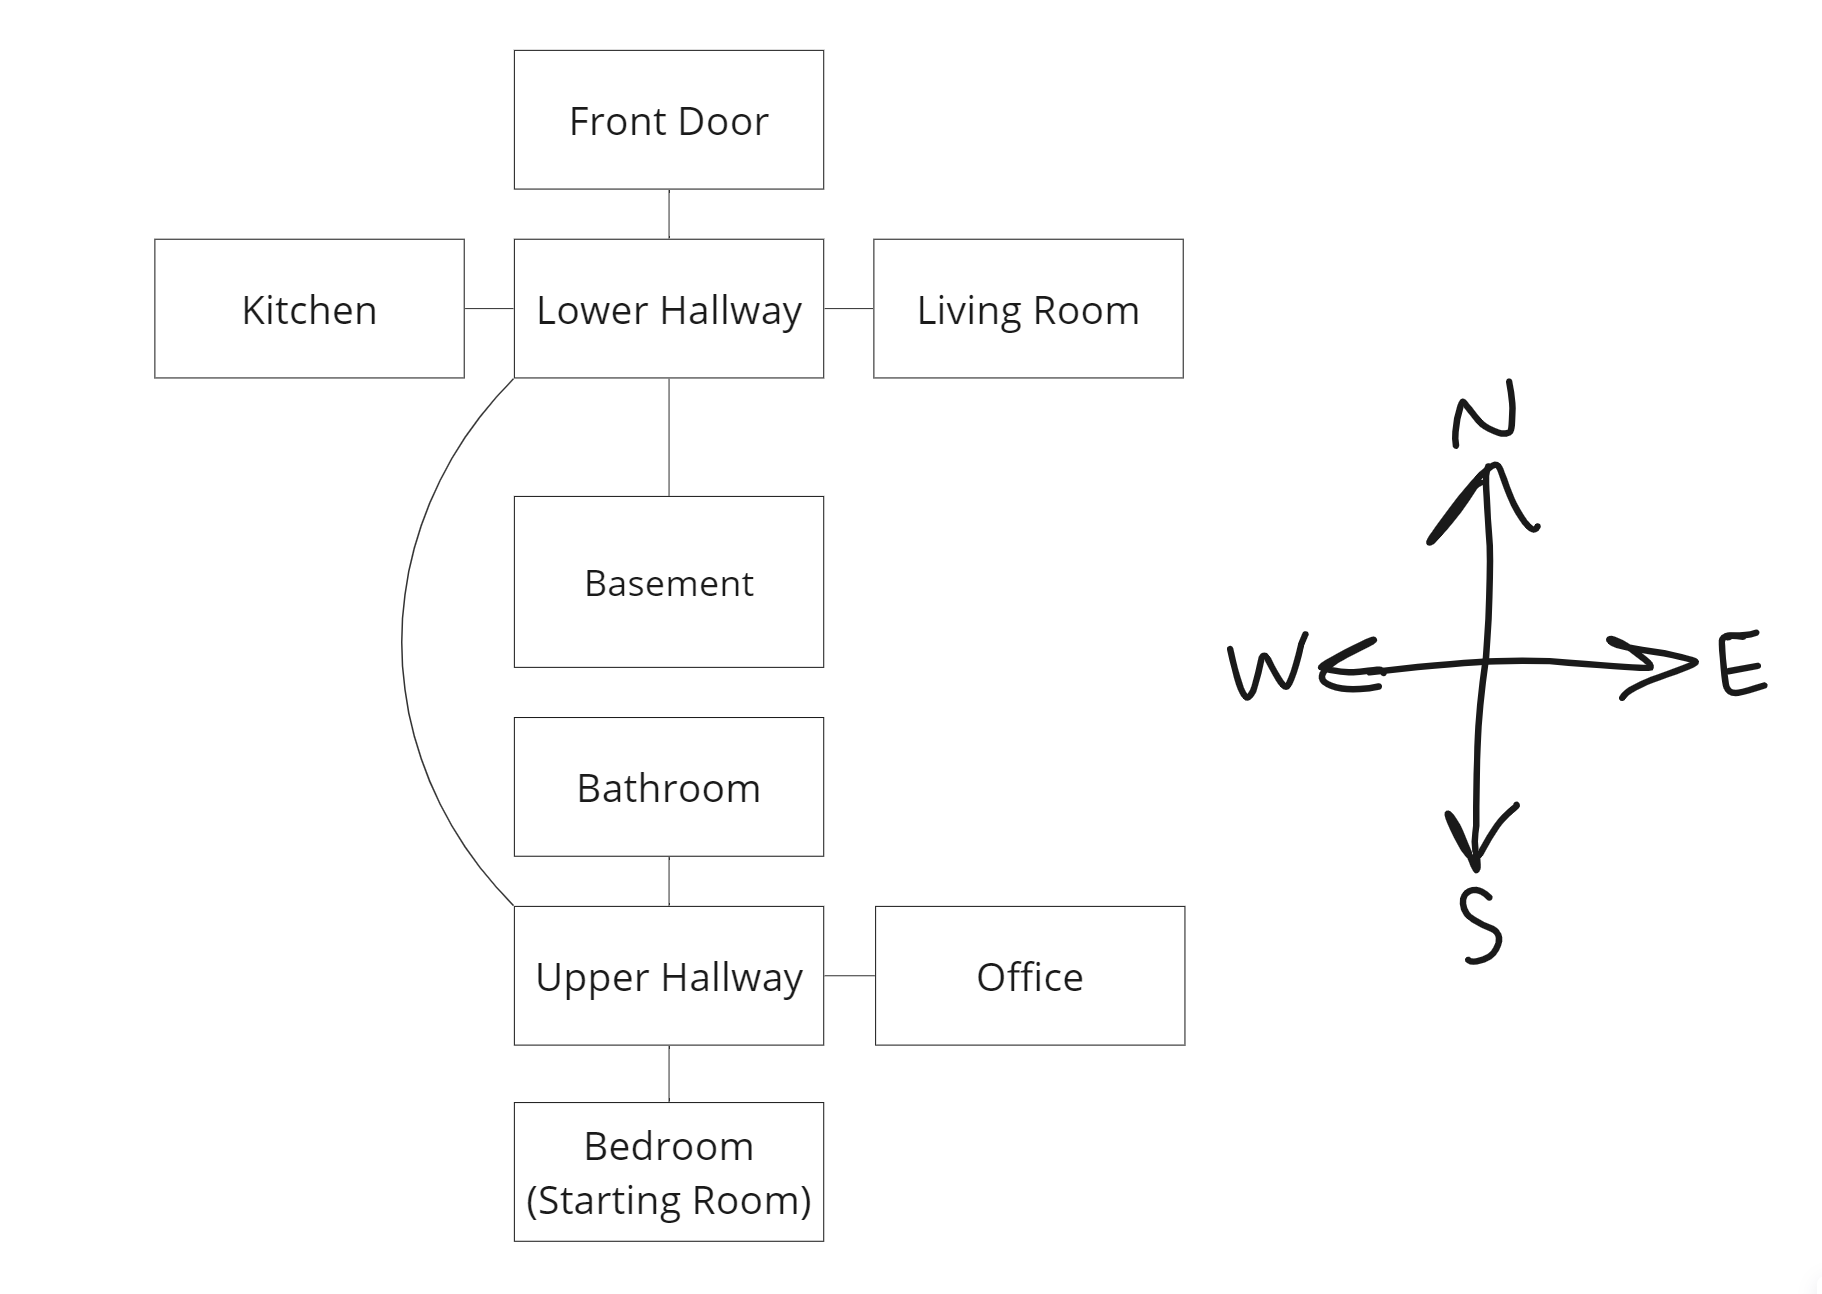 Front Door
Kitchen
Lower Hallway
Living Room
N
Basement
W
E
Bathroom
S
Upper Hallway
Office
Bedroom
(Starting Room)